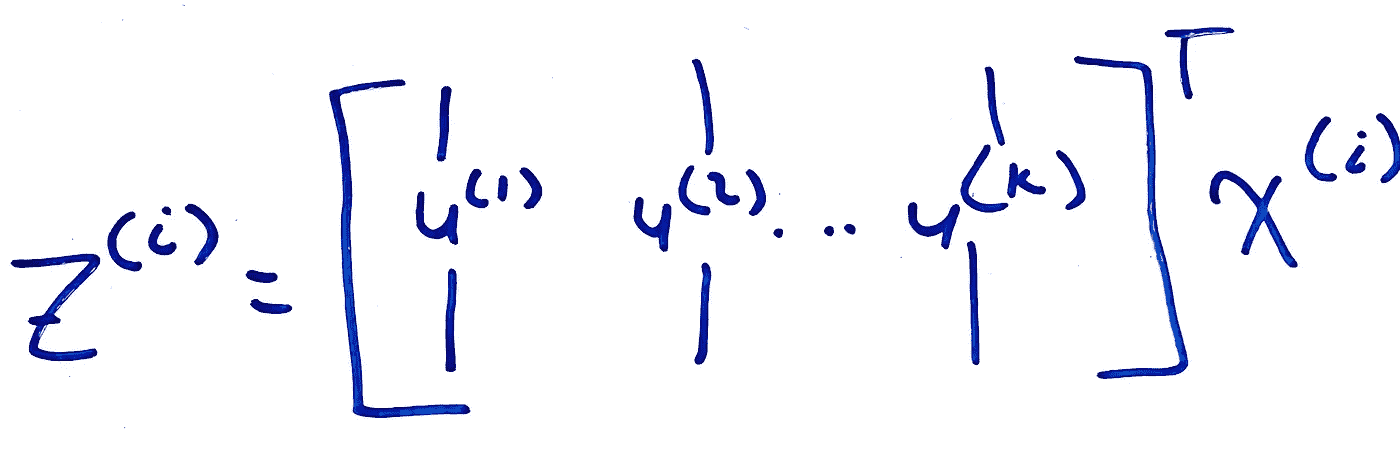 z^(i) = [u^(1) u^(2) ... u^(k)]^T x^(i)